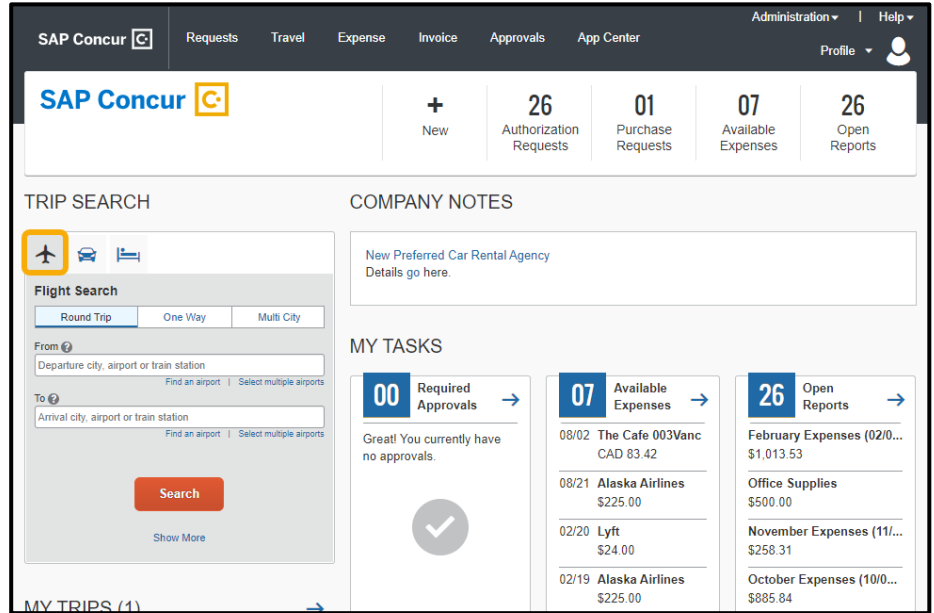 Administration | Help
SAP Concur C Requests Travel Expense Invoice Approvals App Center
Profile
SAP Concur C
+ 26 01 07 26
New Authorization Purchase Available Open
Requests Requests Expenses Reports
TRIP SEARCH
Flight Search
Round Trip One Way Multi City
From ?
Departure city, airport or train station
Find an airport | Select multiple airports
To ?
Arrival city, airport or train station
Find an airport | Select multiple airports
Search
Show More
MY TRIPS (1)
COMPANY NOTES
New Preferred Car Rental Agency
Details go here.
MY TASKS
00 Required
Approvals
Great! You currently have
no approvals.
07 Available
Expenses
08/02 The Cafe 003Vanc
CAD 83.42
08/21 Alaska Airlines
$225.00
02/20 Lyft
$24.00
02/19 Alaska Airlines
$225.00
26 Open
Reports
February Expenses (02/0...
$1,013.53
Office Supplies
$500.00
November Expenses (11/...
$258.31
October Expenses (10/0...
$885.84